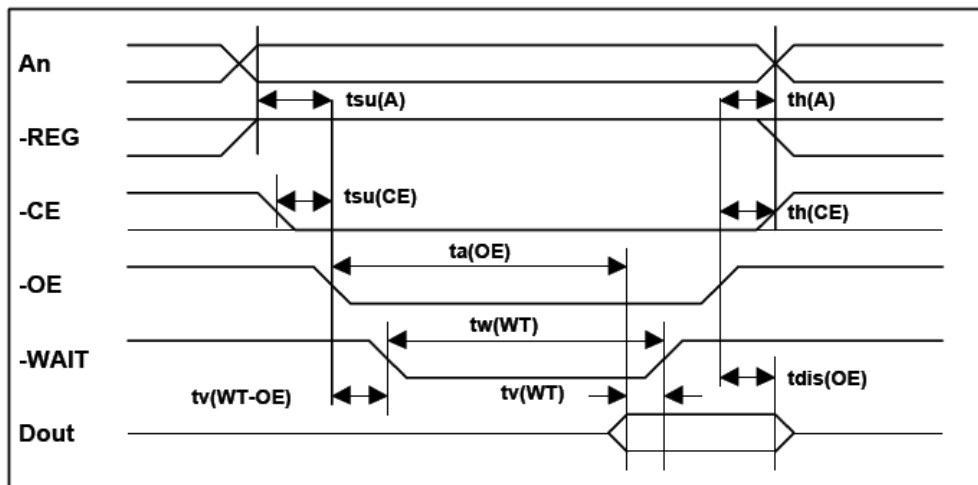 An
tsu(A)
th(A)
-REG
tsu(CE)
-CE
th(CE)
ta(OE)
-OE
tw(WT)
-WAIT
tdis(OE)
tv(WT-OE)
tv(WT)
Dout